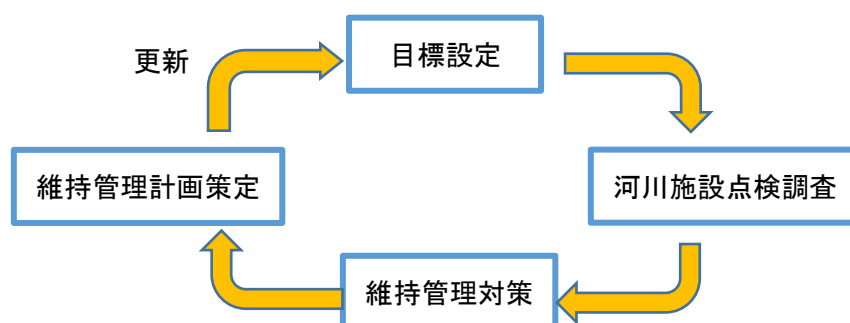 更新
目標設定
維持管理計画策定
河川施設点検調査
維持管理対策